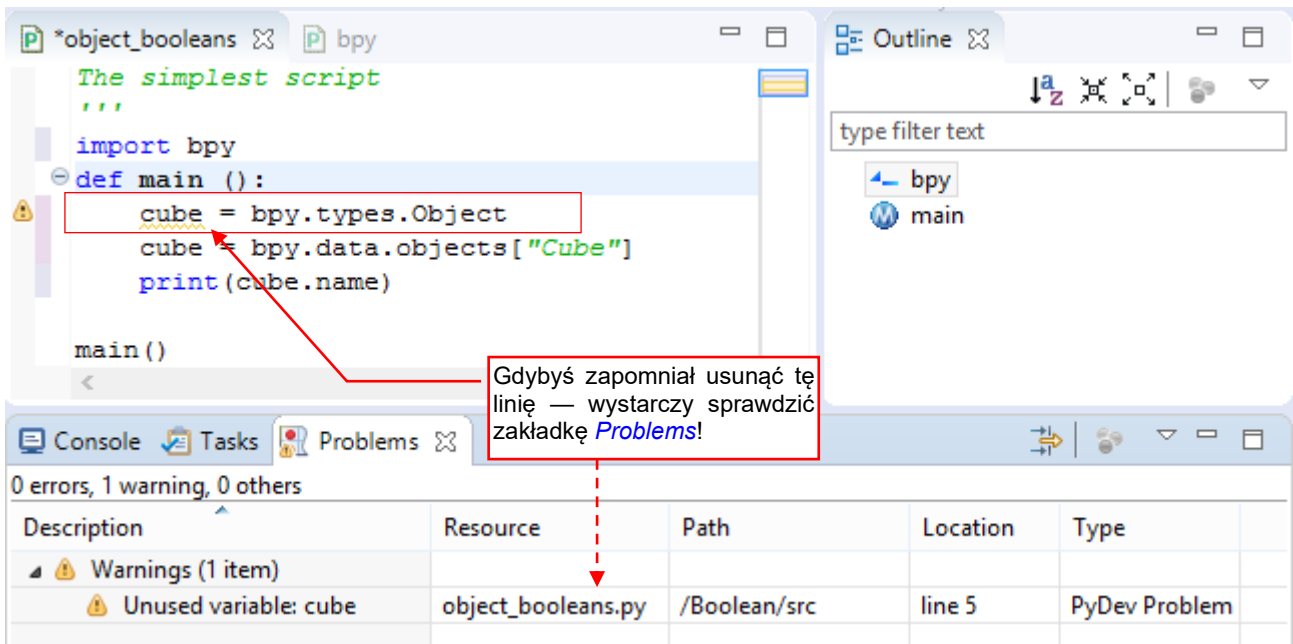 *object_booleans
bpy
Outline
The simplest script
'''
import bpy
def main ():
cube = bpy.types.Object
cube = bpy.data.objects["Cube"]
print(cube.name)
main()
type filter text
bpy
main
Gdybyś zapomniał usunąć tę
linię — wystarczy sprawdzić
zakładkę Problems!
Console Tasks Problems
0 errors, 1 warning, 0 others
Description Resource Path Location Type
Warnings (1 item)
Unused variable: cube object_booleans.py /Boolean/src line 5 PyDev Problem